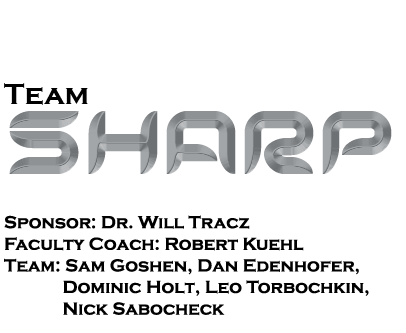 Team
SHARP
Sponsor: Dr. Will Tracz
Faculty Coach: Robert Kuehl
Team: Sam Goshen, Dan Edenhofer,
Dominic Holt, Leo Torbochkin,
Nick Sabocheck